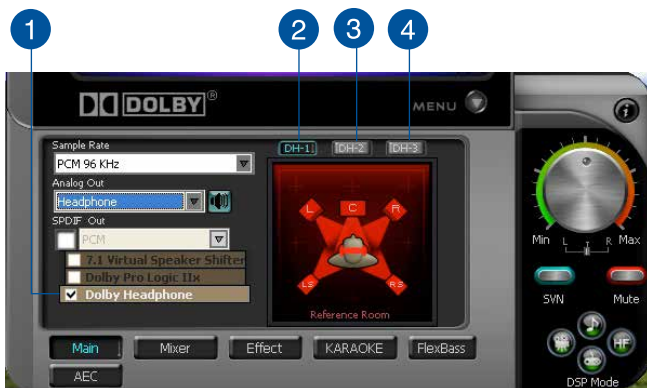 1 2 3 4
DOLBY®
MENU
i
Sample Rate
PCM 96 KHz
Analog Out
Headphone
SPDIF Out
PCM
7.1 Virtual Speaker Shifter
Dolby Pro Logic IIx
Dolby Headphone
DH-1 DH-2 DH-3
L C R
LS RS
Reference Room
Min L R Max
SVN Mute
HF
DSP Mode
Main Mixer Effect KARAOKE FlexBass
AEC